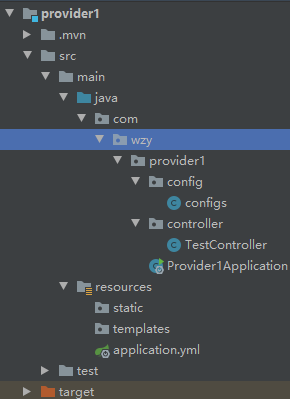 provider1
.mvn
src
main
java
com
wzy
provider1
config
configs
controller
TestController
Provider1Application
resources
static
templates
application.yml
test
target